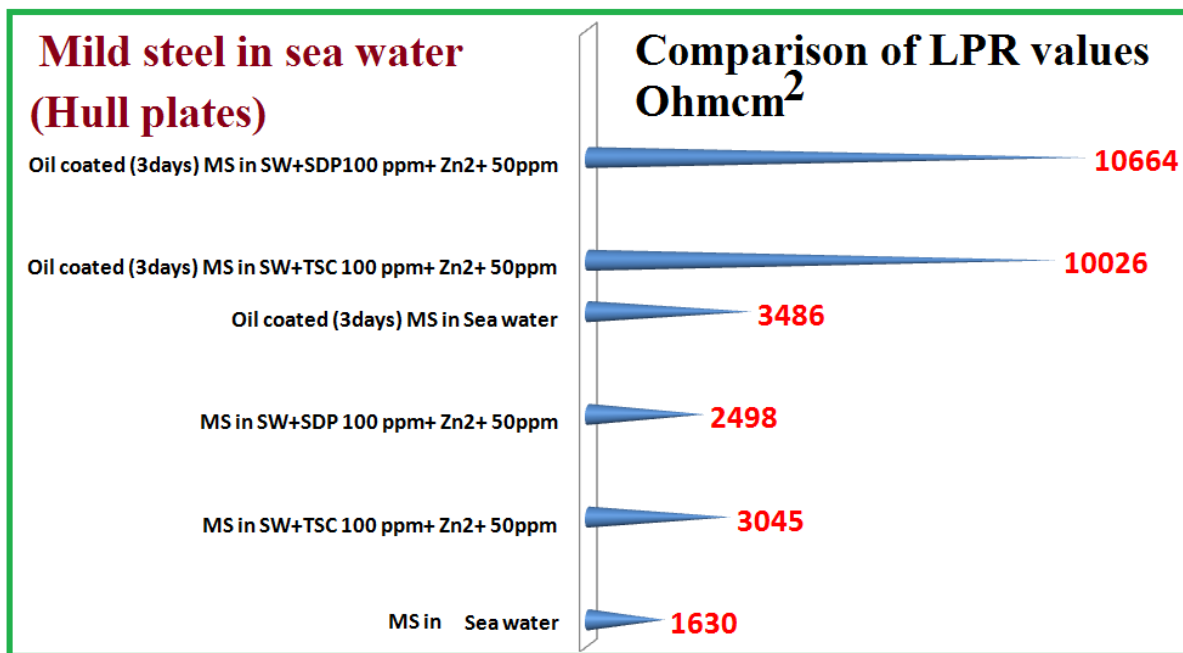 Mild steel in sea water
(Hull plates)
Comparison of LPR values
Ohmcm2
Oil coated (3days) MS in SW+SDP100 ppm+ Zn2+ 50ppm
10664
Oil coated (3days) MS in SW+TSC 100 ppm+ Zn2+ 50ppm
10026
Oil coated (3days) MS in Sea water
3486
MS in SW+SDP 100 ppm+ Zn2+ 50ppm
2498
MS in SW+TSC 100 ppm+ Zn2+ 50ppm
3045
MS in Sea water
1630